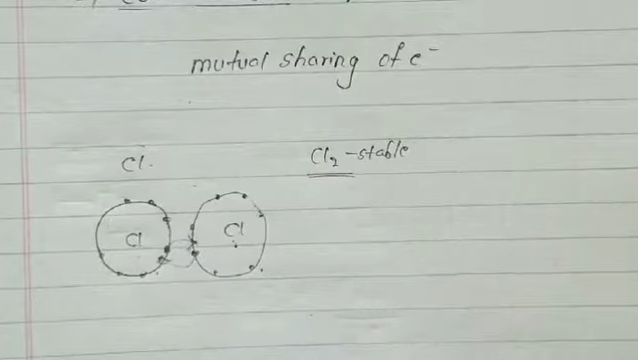 mutual sharing of e⁻
Cl.
Cl₂ -stable
Cl
Cl